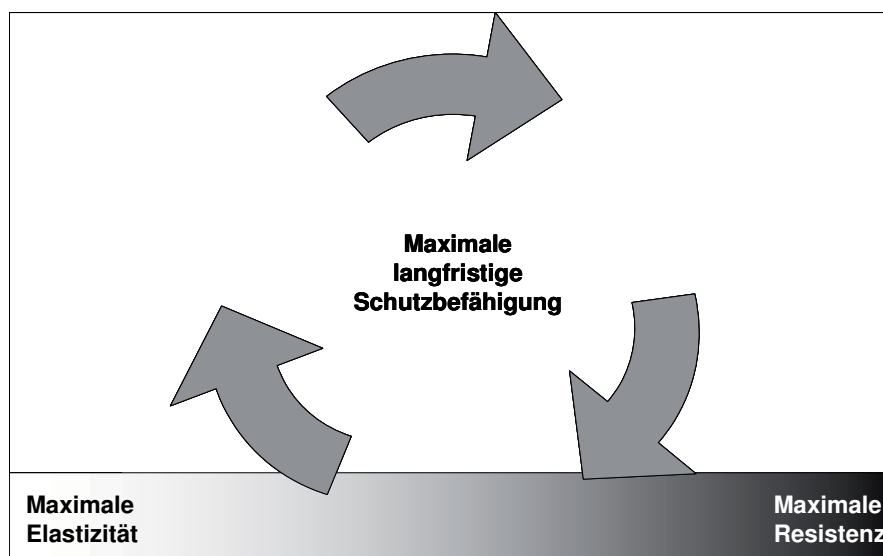 Maximale
langfristige
Schutzbefähigung
Maximale
Elastizität
Maximale
Resistenz